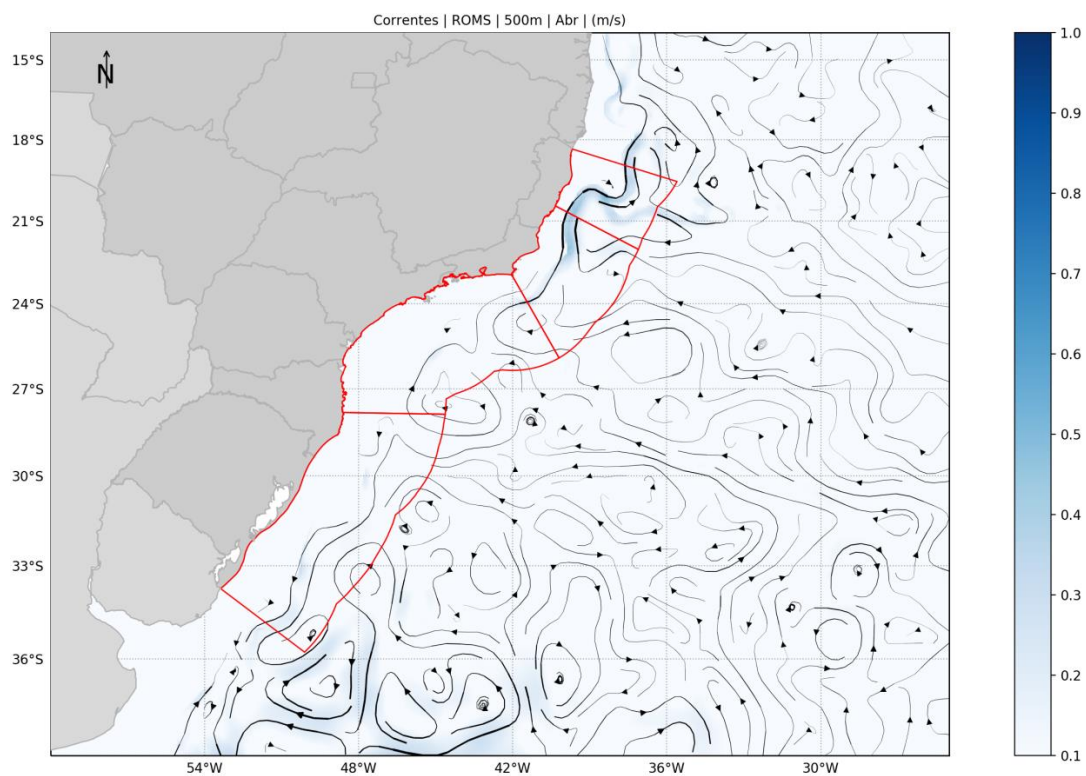 Correntes | ROMS | 500m | Abr | (m/s)
N
15°S
18°S
21°S
24°S
27°S
30°S
33°S
36°S
54°W
48°W
42°W
36°W
30°W
1.0
0.9
0.8
0.7
0.6
0.5
0.4
0.3
0.2
0.1